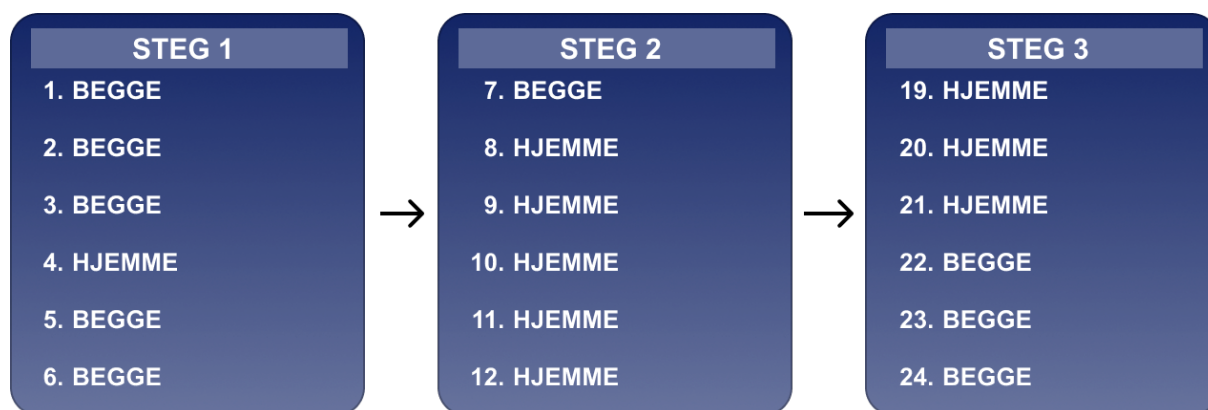 STEG 1
1. BEGGE
2. BEGGE
3. BEGGE
4. HJEMME
5. BEGGE
6. BEGGE
STEG 2
7. BEGGE
8. HJEMME
9. HJEMME
10. HJEMME
11. HJEMME
12. HJEMME
STEG 3
19. HJEMME
20. HJEMME
21. HJEMME
22. BEGGE
23. BEGGE
24. BEGGE